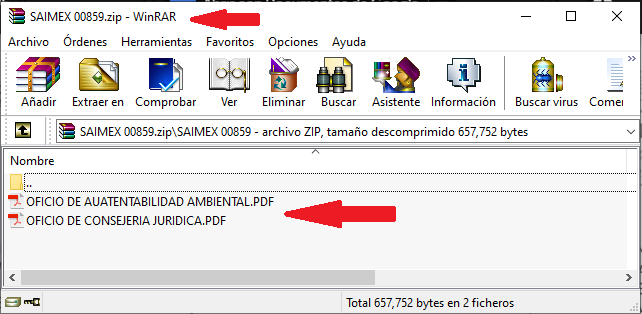 SAIMEX 00859.zip - WinRAR
Archivo Órdenes Herramientas Favoritos Opciones Ayuda
Añadir Extraer en Comprobar Ver Eliminar Buscar Asistente Información Buscar virus Comen
SAIMEX 00859.zip\SAIMEX 00859 - archivo ZIP, tamaño descomprimido 657,752 bytes
Nombre
..
OFICIO DE AUATENTABILIDAD AMBIENTAL.PDF
OFICIO DE CONSEJERIA JURIDICA.PDF
Total 657,752 bytes en 2 ficheros